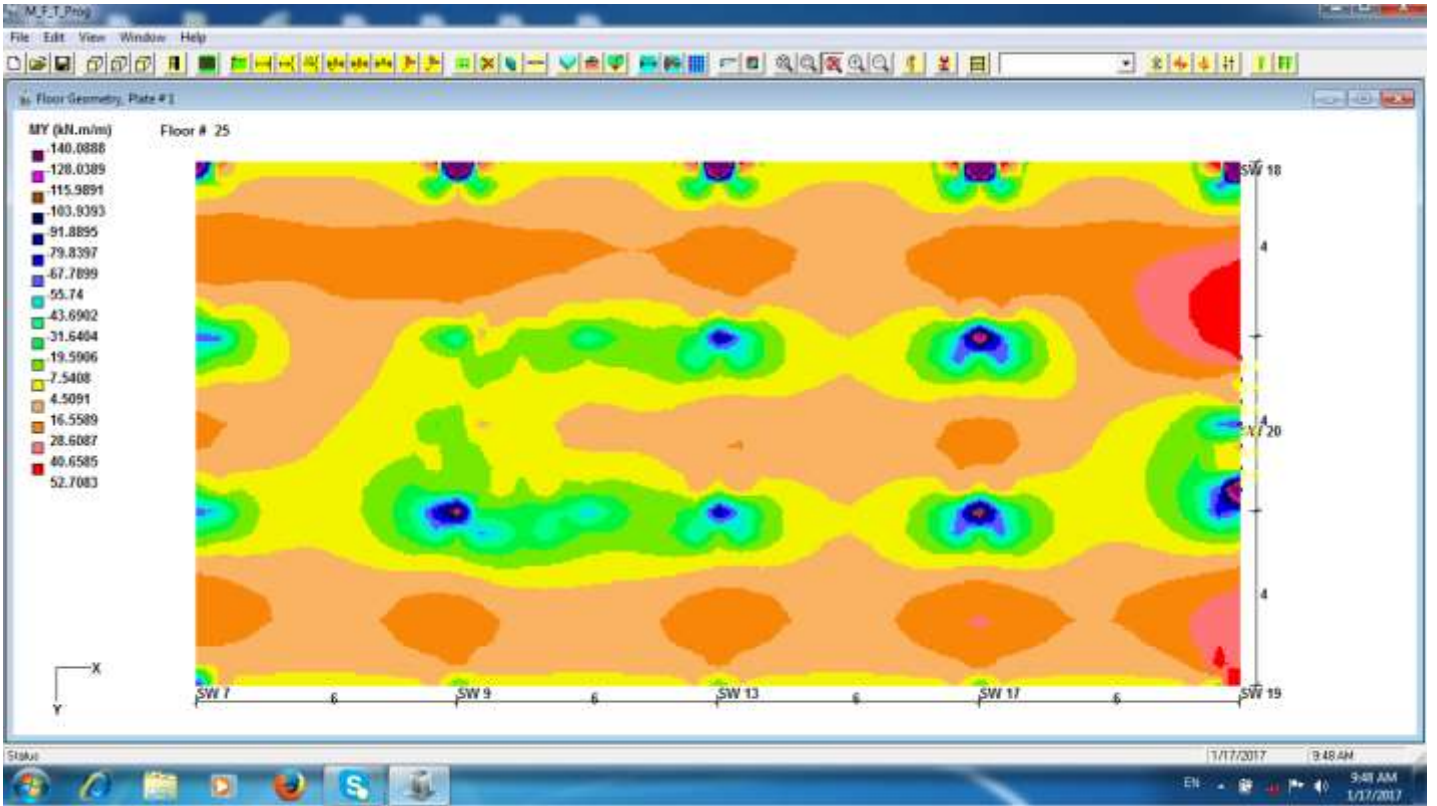 M_F_T_Prog
File Edit View Window Help
Floor Geometry, Plate # 1
MY (kN.m/m)
Floor # 25
-140.0888
-128.0389
-115.9891
-103.9393
-91.8895
-79.8397
-67.7899
-55.74
-43.6902
-31.6404
-19.5906
-7.5408
4.5091
16.5589
28.6087
40.6585
52.7083
SW 18
4
4
20
4
X
Y
SW 7
6
SW 9
6
SW 13
6
SW 17
6
SW 19
Status
1/17/2017
9:48 AM
EN
9:48 AM
1/17/2017